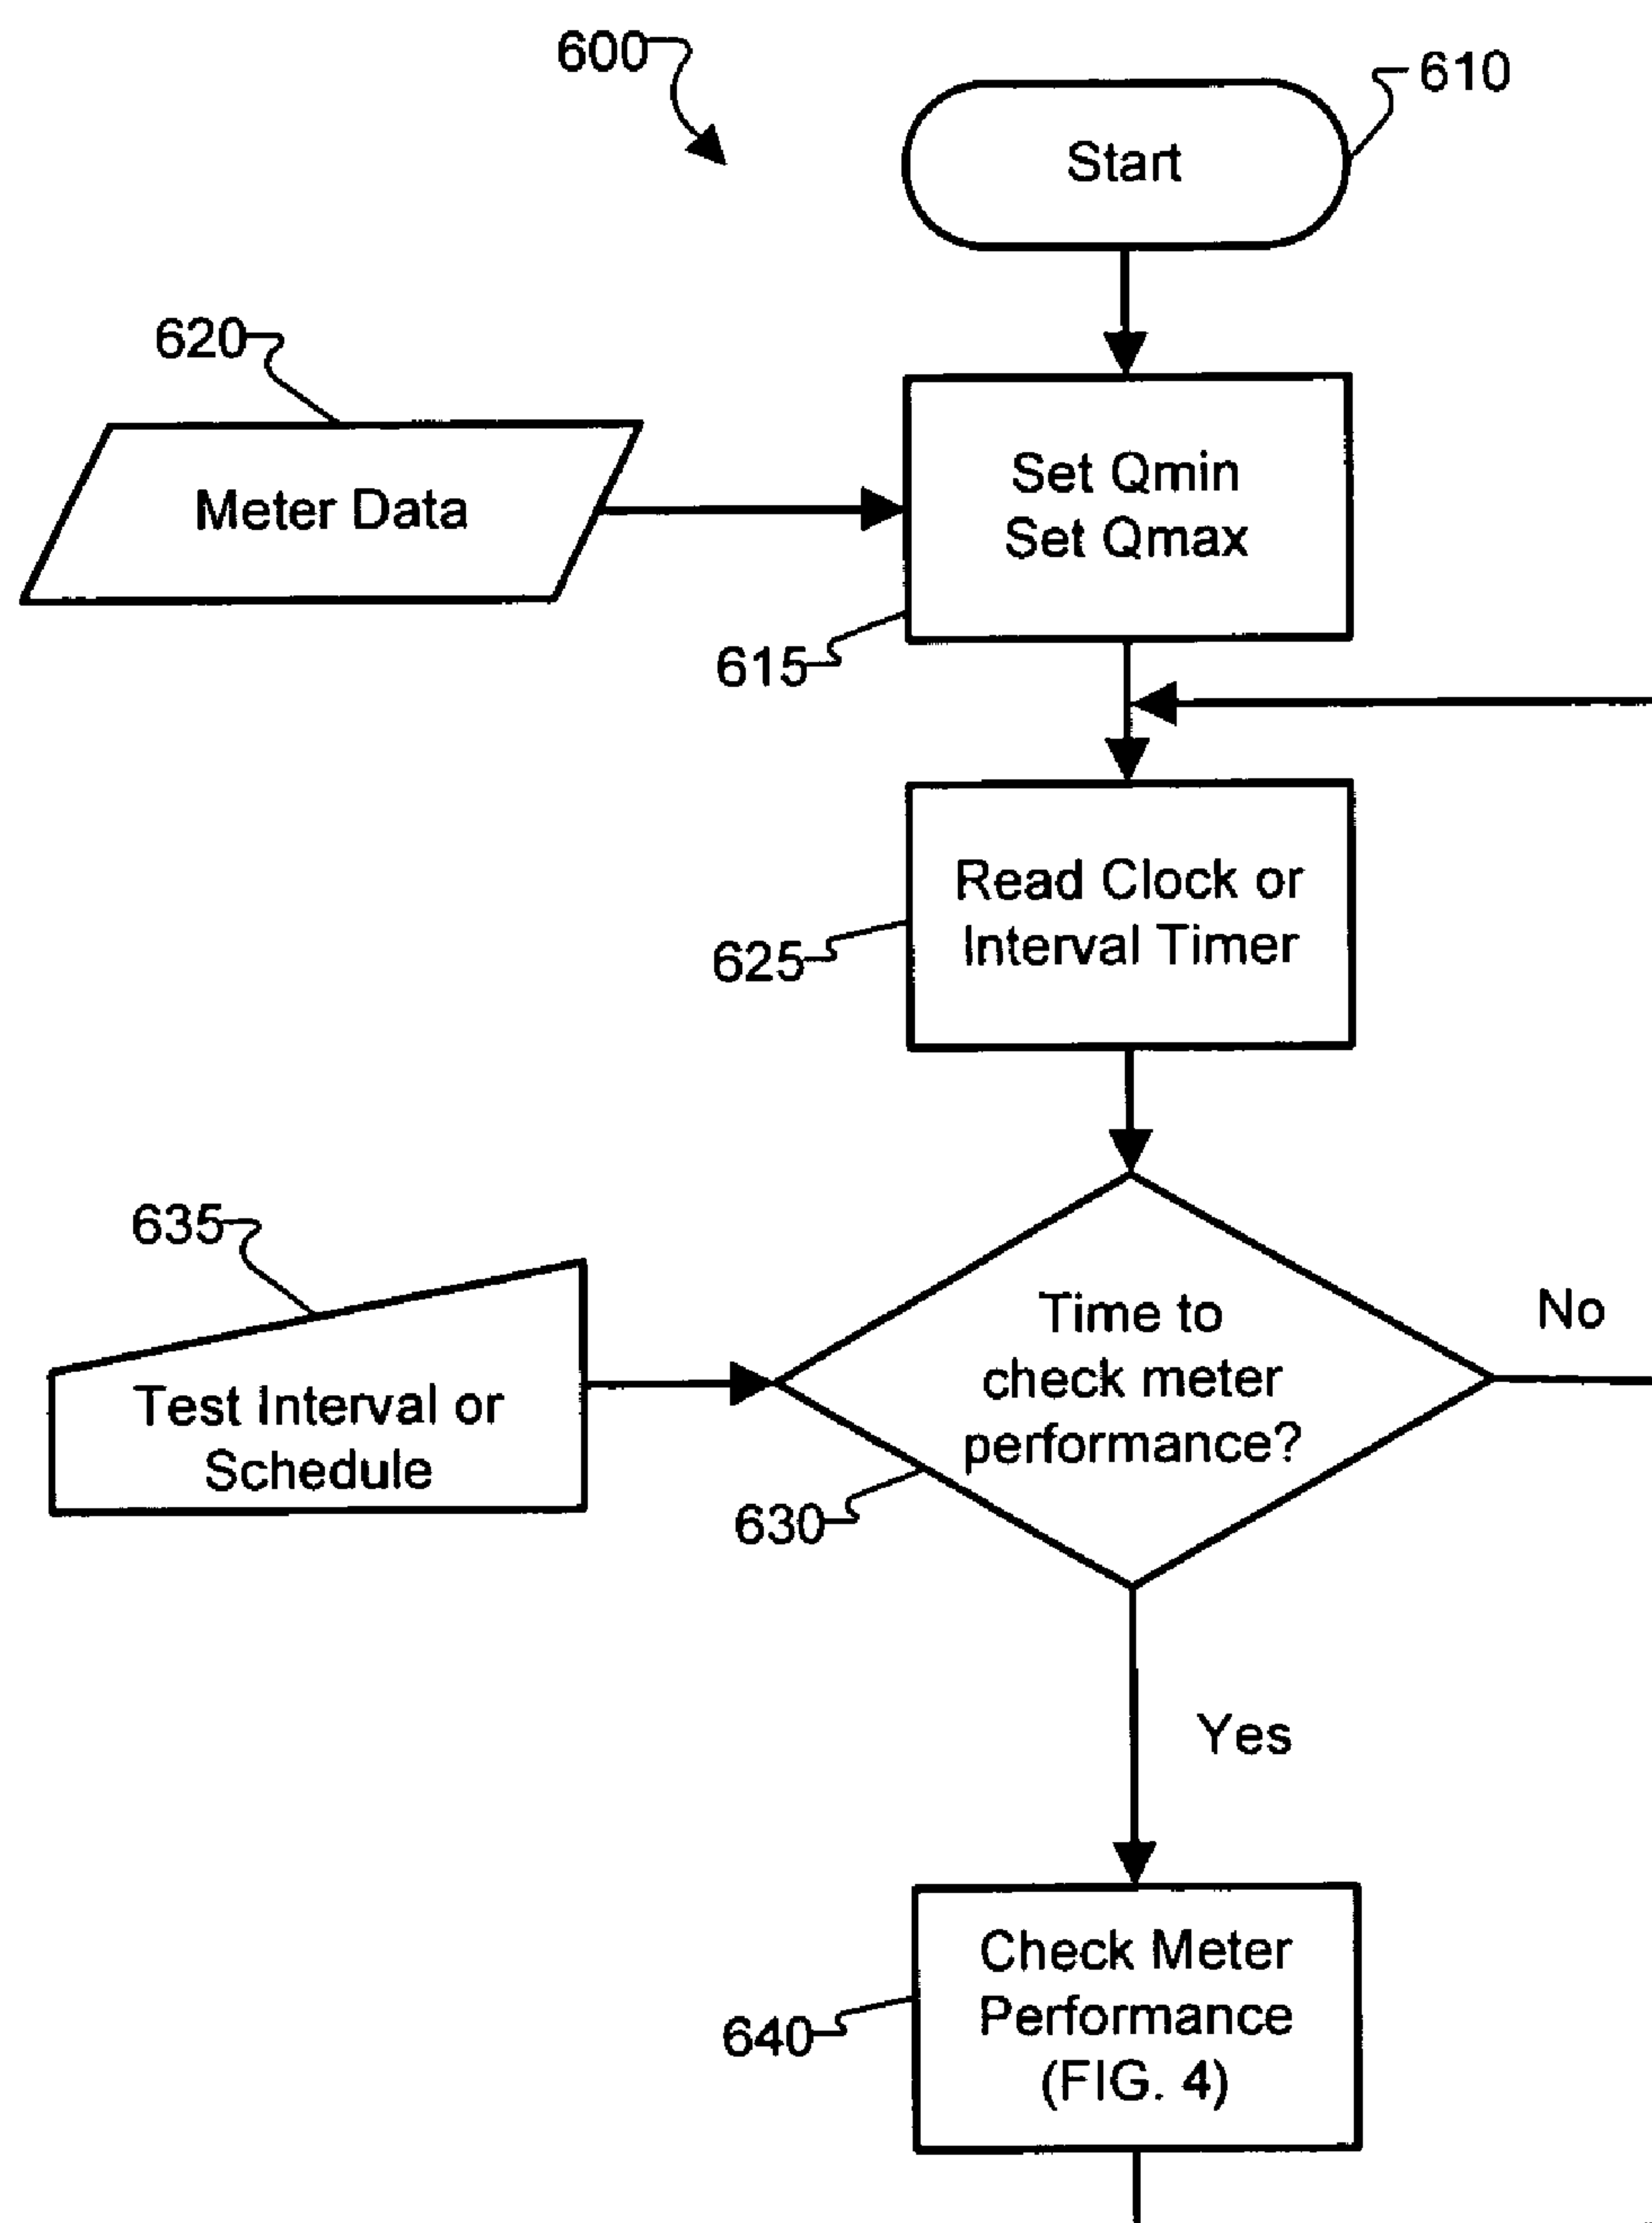 600
610
Start
620
Meter Data
Set Qmin
Set Qmax
615
Read Clock or
Interval Timer
625
635
Test Interval or
Schedule
Time to
check meter
performance?
No
630
Yes
Check Meter
Performance
(FIG. 4)
640